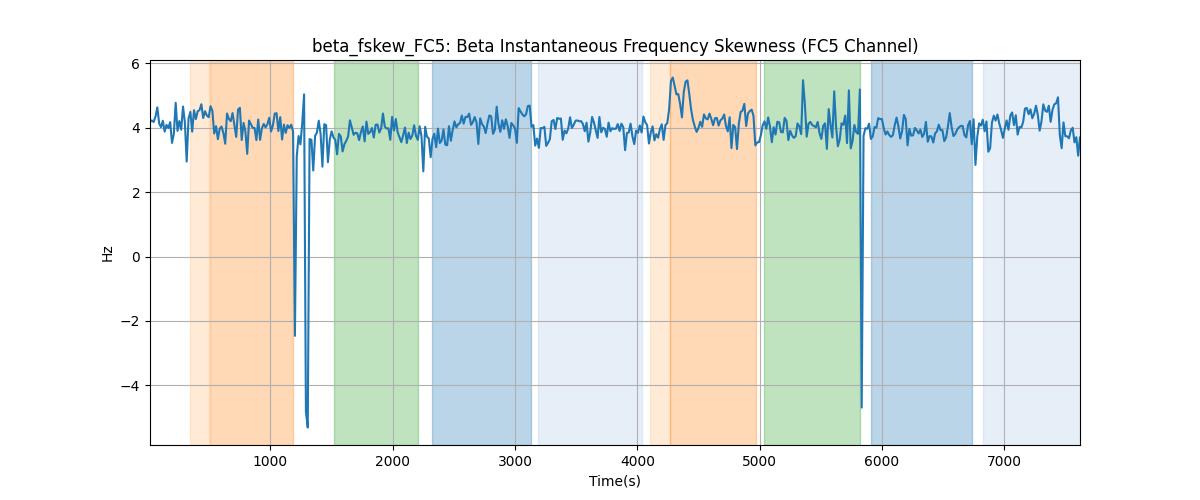 beta_fskew_FC5: Beta Instantaneous Frequency Skewness (FC5 Channel)
6
4
2
0
−2
−4
Hz
1000 2000 3000 4000 5000 6000 7000
Time(s)